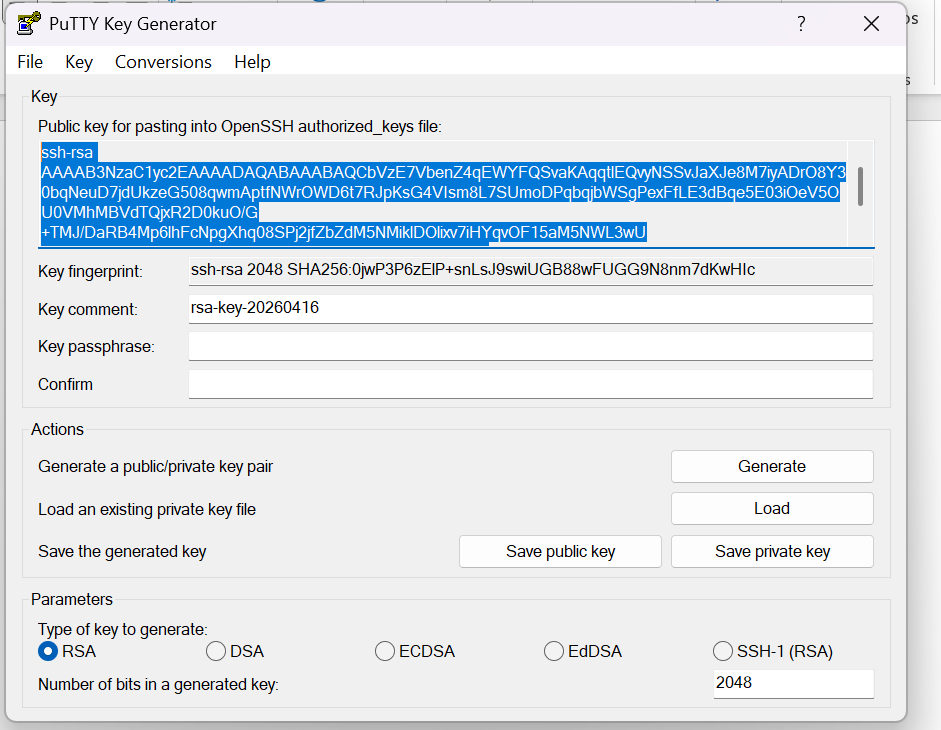 PuTTY Key Generator
?
File Key Conversions Help
Key
Public key for pasting into OpenSSH authorized_keys file:
ssh-rsa
AAAAB3NzaC1yc2EAAAADAQABAAABAQCbVzE7VbenZ4qEWYFQSvaKAqqtlEQvyNSSvJaXJe8M7iyADrO8Y3
0bqNeuD7jdUkzeG508qwmAptfNWrOWD6t7RJpKsG4VIsm8L7SUmoDPqbqjbWSgPexFfLE3dBqe5E03iOeV5O
U0VMhMBVdTQjxR2D0kuO/G
+TMJ/DaRB4Mp6lhFcNpgXhq08SPj2jfZbZdM5NMiklDOlixv7iHYqvOF15aM5NWL3wU
Key fingerprint: ssh-rsa 2048 SHA256:0jwP3P6zElP+snLsJ9swiUGB88wFUGG9N8nm7dKwHIc
Key comment: rsa-key-20260416
Key passphrase:
Confirm
Actions
Generate a public/private key pair Generate
Load an existing private key file Load
Save the generated key Save public key Save private key
Parameters
Type of key to generate:
RSA DSA ECDSA EdDSA SSH-1 (RSA)
Number of bits in a generated key: 2048